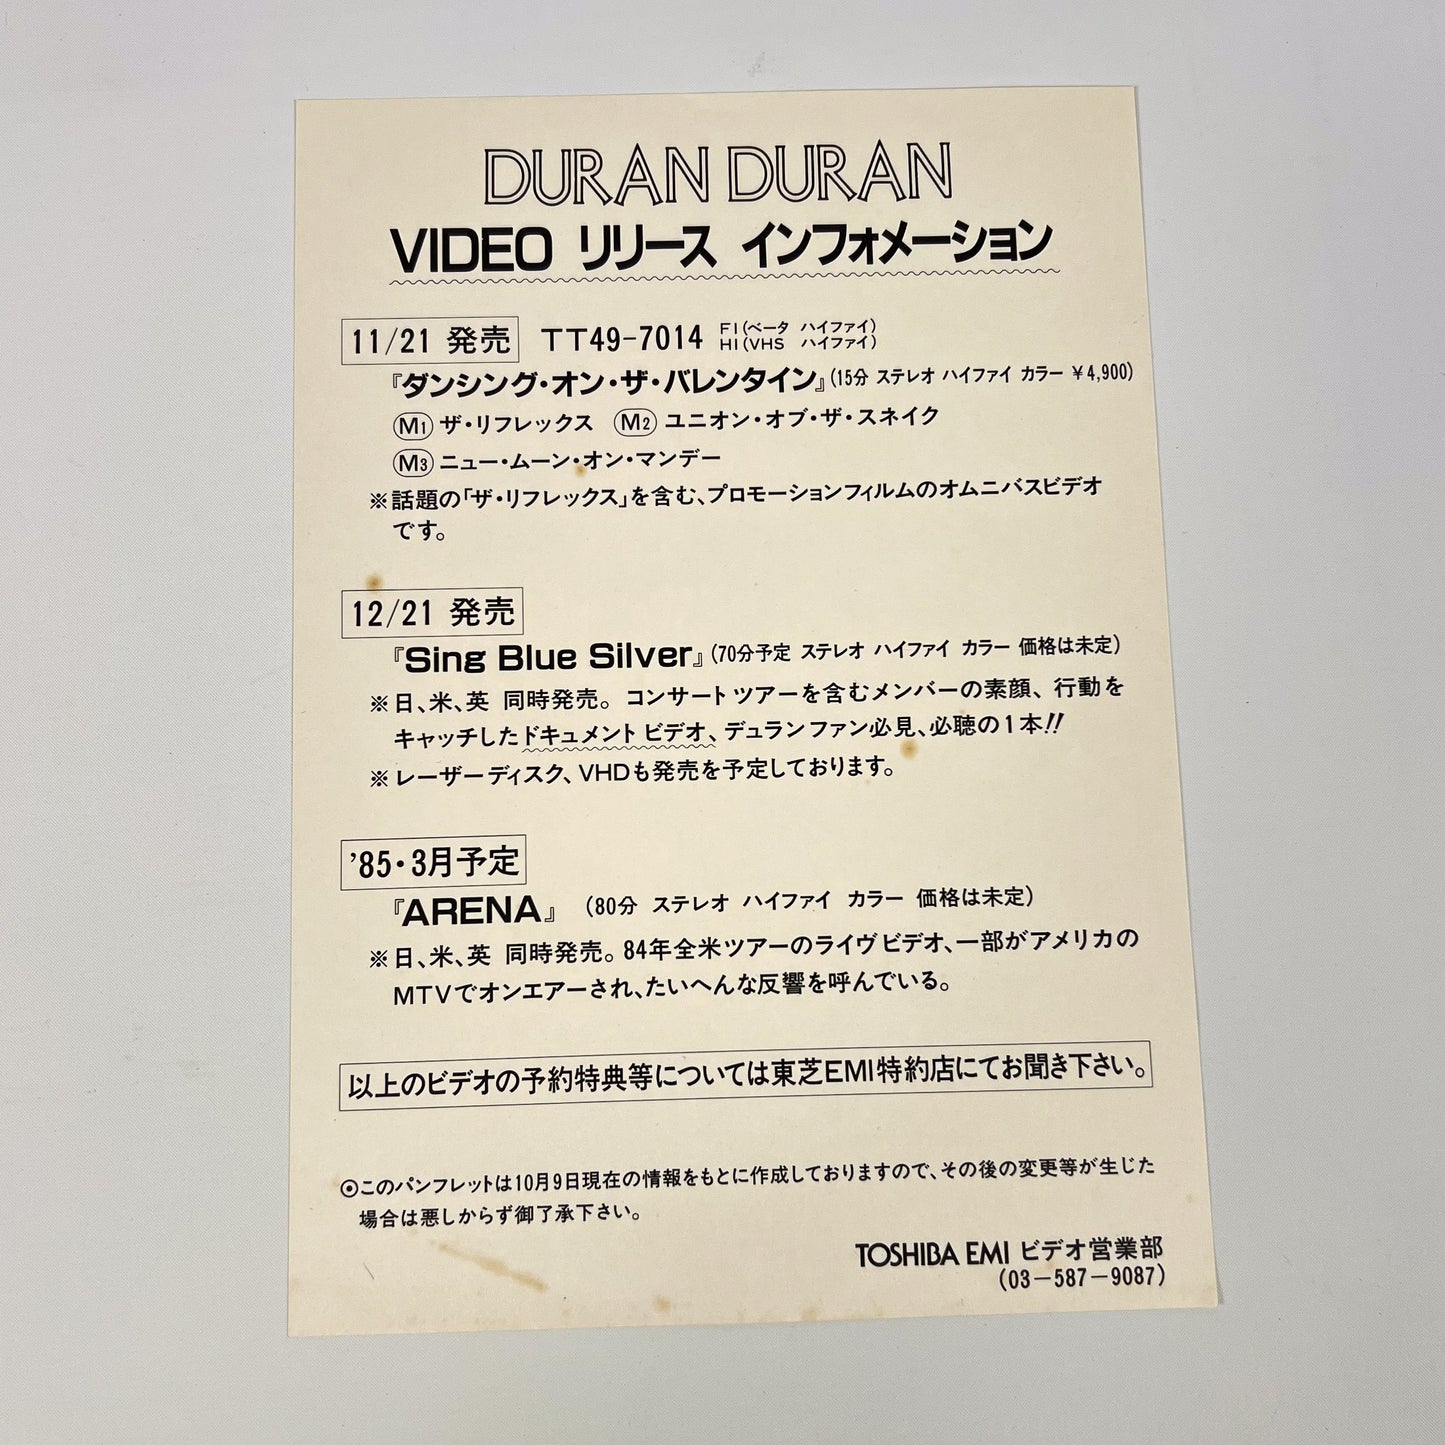 DURAN DURAN
VIDEO リリース インフォメーション
11/21 発売 TT49-7014 FI(ベータ ハイファイ)
HI(VHS ハイファイ)
『ダンシング・オン・ザ・バレンタイン』(15分 ステレオ ハイファイ カラー ¥4,900)
M1 ザ・リフレックス M2 ユニオン・オブ・ザ・スネイク
M3 ニュー・ムーン・オン・マンデー
※話題の「ザ・リフレックス」を含む、プロモーションフィルムのオムニバスビデオ
です。
12/21 発売
『Sing Blue Silver』(70分予定 ステレオ ハイファイ カラー 価格は未定)
※日、米、英 同時発売。コンサートツアーを含むメンバーの素顔、行動を
キャッチしたドキュメントビデオ、デュランファン必見、必聴の1本!!
※レーザーディスク、VHDも発売を予定しております。
'85・3月予定
『ARENA』 (80分 ステレオ ハイファイ カラー 価格は未定)
※日、米、英 同時発売。84年全米ツアーのライヴビデオ、一部がアメリカの
MTVでオンエアーされ、たいへんな反響を呼んでいる。
以上のビデオの予約特典等については東芝EMI特約店にてお聞き下さい。
⊙このパンフレットは10月9日現在の情報をもとに作成しておりますので、その後の変更等が生じた
場合は悪しからず御了承下さい。
TOSHIBA EMI ビデオ営業部
(03-587-9087)